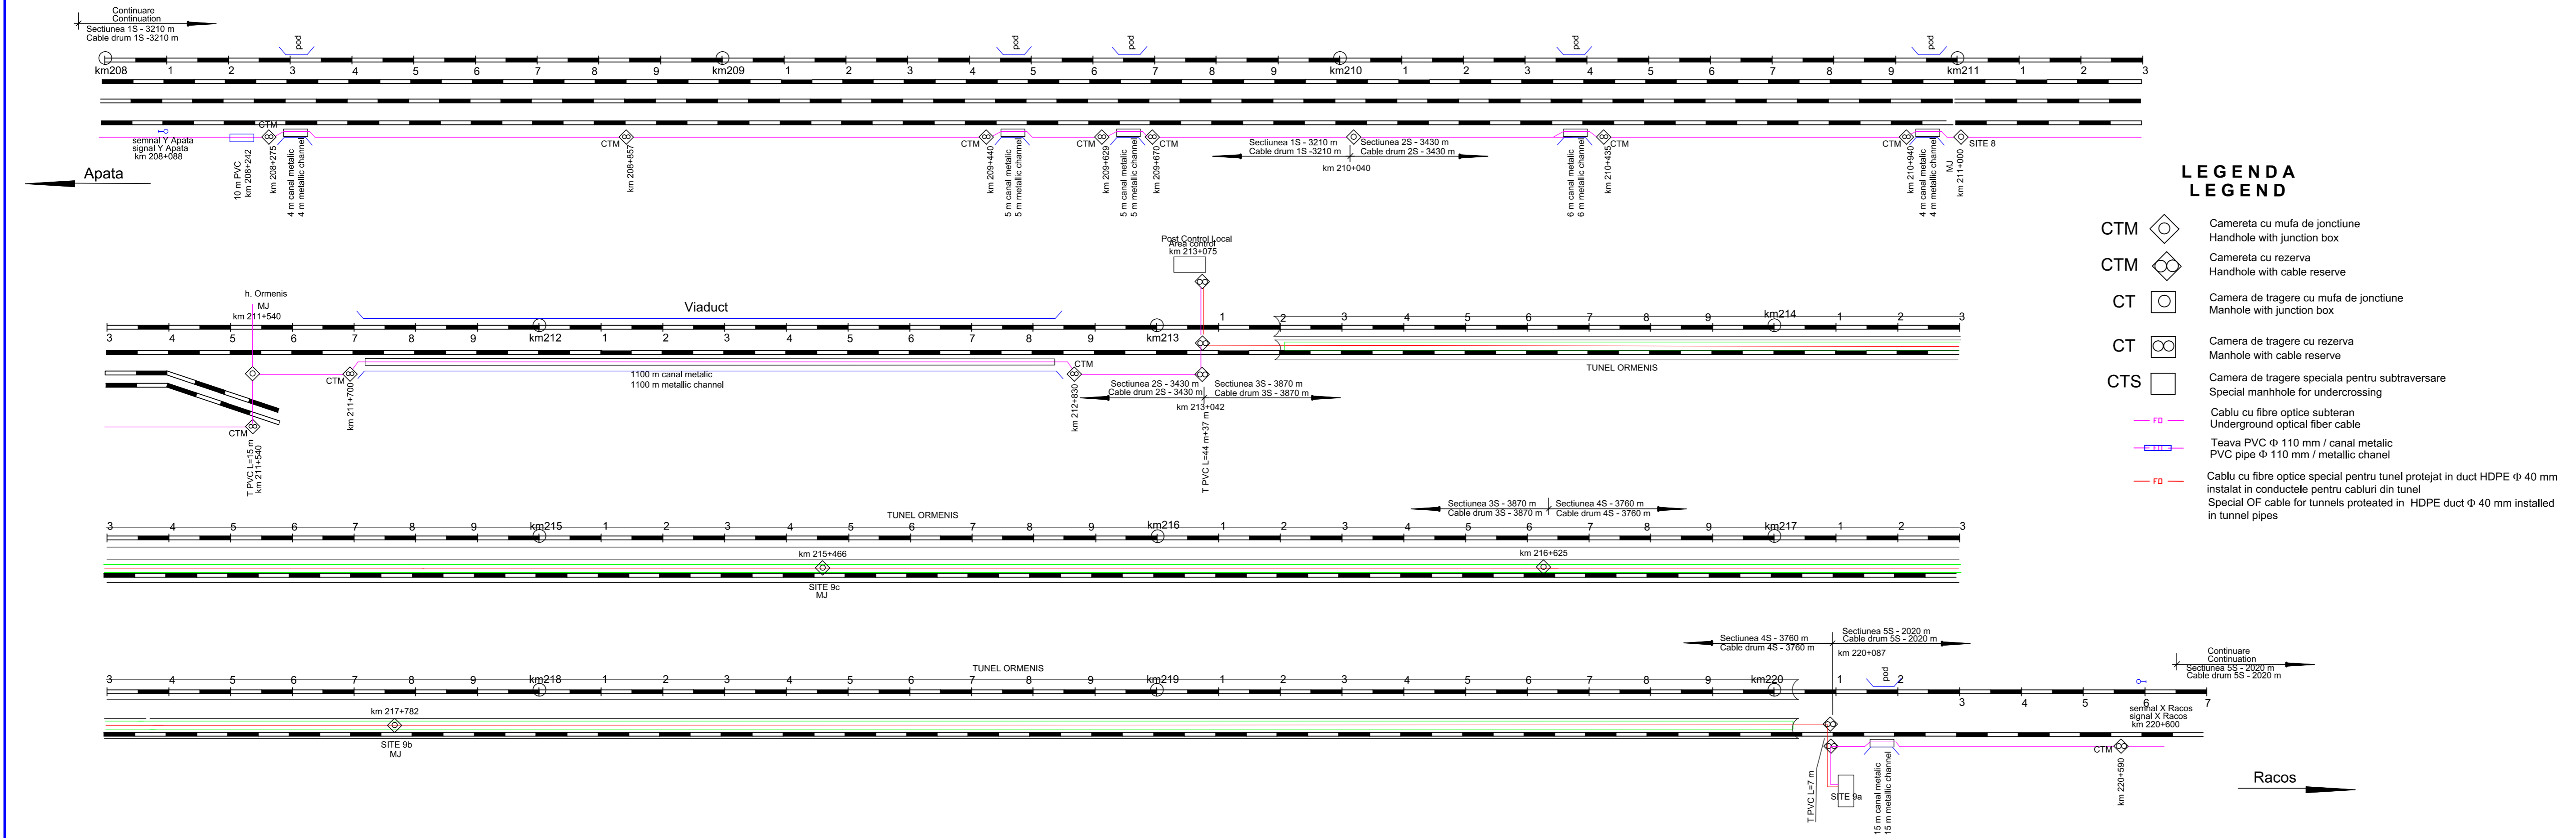 Continuare
Continuation
Sectiunea 1S - 3210 m
Cable drum 1S -3210 m
pod
pod
pod
pod
pod
km208 1 2 3 4 5 6 7 8 9 km209 1 2 3 4 5 6 7 8 9 km210 1 2 3 4 5 6 7 8 9 km211 1 2 3
semnal Y Apata
signal Y Apata
km 208+088
Apata
10 m PVC
km 208+242
CTM
km 208+275
4 m canal metalic
4 m metallic channel
CTM
km 208+857
CTM
km 209+440
5 m canal metalic
5 m metallic channel
km 209+629
CTM
5 m canal metalic
5 m metallic channel
km 209+670
CTM
Sectiunea 1S - 3210 m
Cable drum 1S -3210 m
Sectiunea 2S - 3430 m
Cable drum 2S - 3430 m
km 210+040
6 m canal metalic
6 m metallic channel
km 210+435
CTM
CTM
km 210+940
4 m canal metalic
4 m metallic channel
MJ
km 211+000
SITE 8
LEGENDA
LEGEND
CTM
Camereta cu mufa de jonctiune
Handhole with junction box
CTM
Camereta cu rezerva
Handhole with cable reserve
CT
Camera de tragere cu mufa de jonctiune
Manhole with junction box
CT
Camera de tragere cu rezerva
Manhole with cable reserve
CTS
Camera de tragere speciala pentru subtraversare
Special manhhole for undercrossing
FO
Cablu cu fibre optice subteran
Underground optical fiber cable
FO
Teava PVC Φ 110 mm / canal metalic
PVC pipe Φ 110 mm / metallic chanel
FO
Cablu cu fibre optice special pentru tunel protejat in duct HDPE Φ 40 mm
instalat in conductele pentru cabluri din tunel
Special OF cable for tunnels proteated in HDPE duct Φ 40 mm installed
in tunnel pipes
h. Ormenis
MJ
km 211+540
Viaduct
Post Control Local
Area control
km 213+075
3 4 5 6 7 8 9 km212 1 2 3 4 5 6 7 8 9 km213 1 2 3 4 5 6 7 8 9 km214 1 2 3
CTM
T PVC L=15 m
km 211+540
CTM
km 211+700
1100 m canal metalic
1100 m metallic channel
CTM
km 212+830
Sectiunea 2S - 3430 m
Cable drum 2S - 3430 m
Sectiunea 3S - 3870 m
Cable drum 3S - 3870 m
km 213+042
T PVC L=44 m+37 m
TUNEL ORMENIS
TUNEL ORMENIS
Sectiunea 3S - 3870 m
Cable drum 3S - 3870 m
Sectiunea 4S - 3760 m
Cable drum 4S - 3760 m
3 4 5 6 7 8 9 km215 1 2 3 4 5 6 7 8 9 km216 1 2 3 4 5 6 7 8 9 km217 1 2 3
km 215+466
SITE 9c
MJ
km 216+625
TUNEL ORMENIS
Sectiunea 4S - 3760 m
Cable drum 4S - 3760 m
Sectiunea 5S - 2020 m
Cable drum 5S - 2020 m
km 220+087
Continuare
Continuation
Sectiunea 5S - 2020 m
Cable drum 5S - 2020 m
pod
3 4 5 6 7 8 9 km218 1 2 3 4 5 6 7 8 9 km219 1 2 3 4 5 6 7 8 9 km220 1 2 3 4 5 6 7
km 217+782
SITE 9b
MJ
semnal X Racos
signal X Racos
km 220+600
T PVC L=7 m
SITE 9a
15 m canal metalic
15 m metallic channel
CTM
km 220+590
Racos